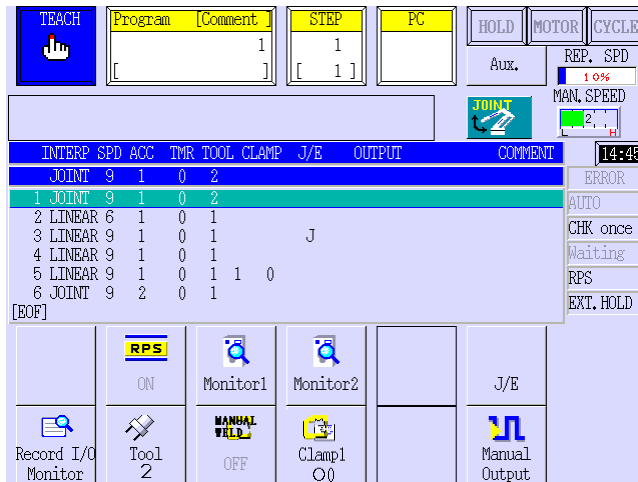 TEACH Program [Comment ] STEP PC HOLD MOTOR CYCLE
1 1
[ ] [ 1 ]
Aux. REP. SPD
10%
MAN.SPEED
2
L H
JOINT
INTERP SPD ACC TMR TOOL CLAMP J/E OUTPUT COMMENT 14:45
JOINT 9 1 0 2
1 JOINT 9 1 0 2
2 LINEAR 6 1 0 1
3 LINEAR 9 1 0 1 J
4 LINEAR 9 1 0 1
5 LINEAR 9 1 0 1 1 0
6 JOINT 9 2 0 1
[EOF]
ERROR
AUTO
CHK once
Waiting
RPS
EXT.HOLD
RPS
ON Monitor1 Monitor2 J/E
MANUAL
WELD
Record I/O Tool OFF Clamp1 Manual
Monitor 2 O() Output